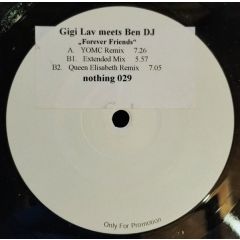 Gigi Lav meets Ben DJ
„Forever Friends“
A. YOMC Remix 7.26
B1. Extended Mix 5.57
B2. Queen Elisabeth Remix 7.05
nothing 029
Only For Promotion